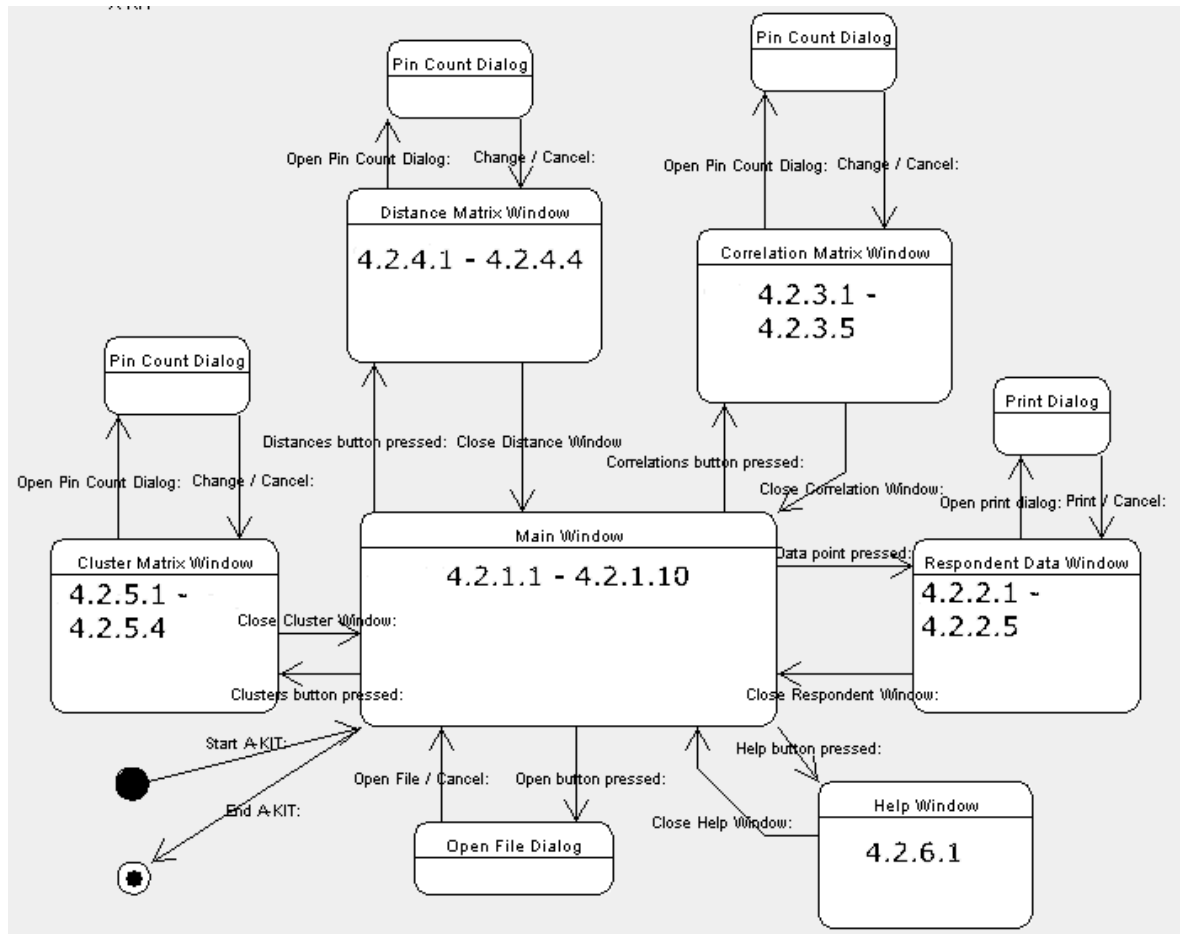 Pin Count Dialog
Pin Count Dialog
Open Pin Count Dialog: Change / Cancel:
Open Pin Count Dialog: Change / Cancel:
Distance Matrix Window
4.2.4.1 - 4.2.4.4
Correlation Matrix Window
4.2.3.1 -
4.2.3.5
Pin Count Dialog
Print Dialog
Distances button pressed: Close Distance Window
Correlations button pressed:
Open Pin Count Dialog: Change / Cancel:
Close Correlation Window:
Open print dialog: Print / Cancel:
Main Window
4.2.1.1 - 4.2.1.10
Data point pressed:
Cluster Matrix Window
4.2.5.1 -
4.2.5.4
Respondent Data Window
4.2.2.1 -
4.2.2.5
Close Cluster Window:
Clusters button pressed:
Close Respondent Window:
Start A-KIT:
Help button pressed:
Open File / Cancel: Open button pressed:
End A-KIT:
Close Help Window:
Help Window
4.2.6.1
Open File Dialog